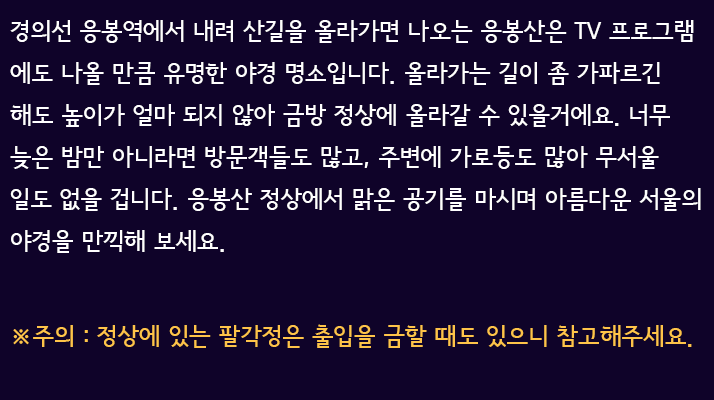 경의선 응봉역에서 내려 산길을 올라가면 나오는 응봉산은 TV 프로그램
에도 나올 만큼 유명한 야경 명소입니다. 올라가는 길이 좀 가파르긴
해도 높이가 얼마 되지 않아 금방 정상에 올라갈 수 있을거에요. 너무
늦은 밤만 아니라면 방문객들도 많고, 주변에 가로등도 많아 무서울
일도 없을 겁니다. 응봉산 정상에서 맑은 공기를 마시며 아름다운 서울의
야경을 만끽해 보세요.
※주의 : 정상에 있는 팔각정은 출입을 금할 때도 있으니 참고해주세요.